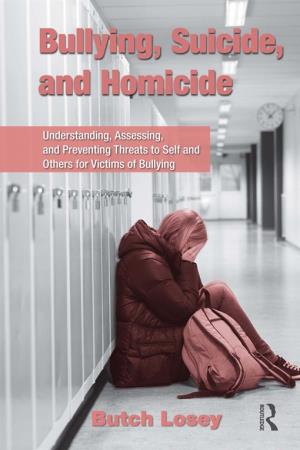 Bullying, Suicide,
and Homicide
Understanding, Assessing,
and Preventing Threats to Self and
Others for Victims of Bullying
Butch Losey
ROUTLEDGE